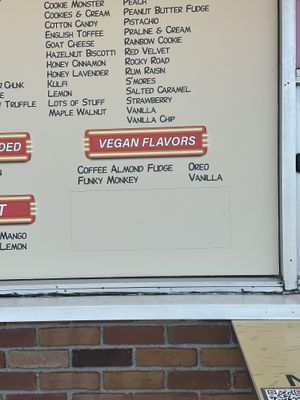 Cookie Monster
Cookies & Cream
Cotton Candy
English Toffee
Goat Cheese
Hazelnut Biscotti
Honey Cinnamon
Honey Lavender
Kulfi
Lemon
Lots of Stuff
Maple Walnut
Peach
Peanut Butter Fudge
Pistachio
Praline & Cream
Rainbow Cookie
Red Velvet
Rocky Road
Rum Raisin
S'mores
Salted Caramel
Strawberry
Vanilla
Vanilla Chip
Truffle
VEGAN FLAVORS
Coffee Almond Fudge
Funky Monkey
Oreo
Vanilla
Mango
Lemon